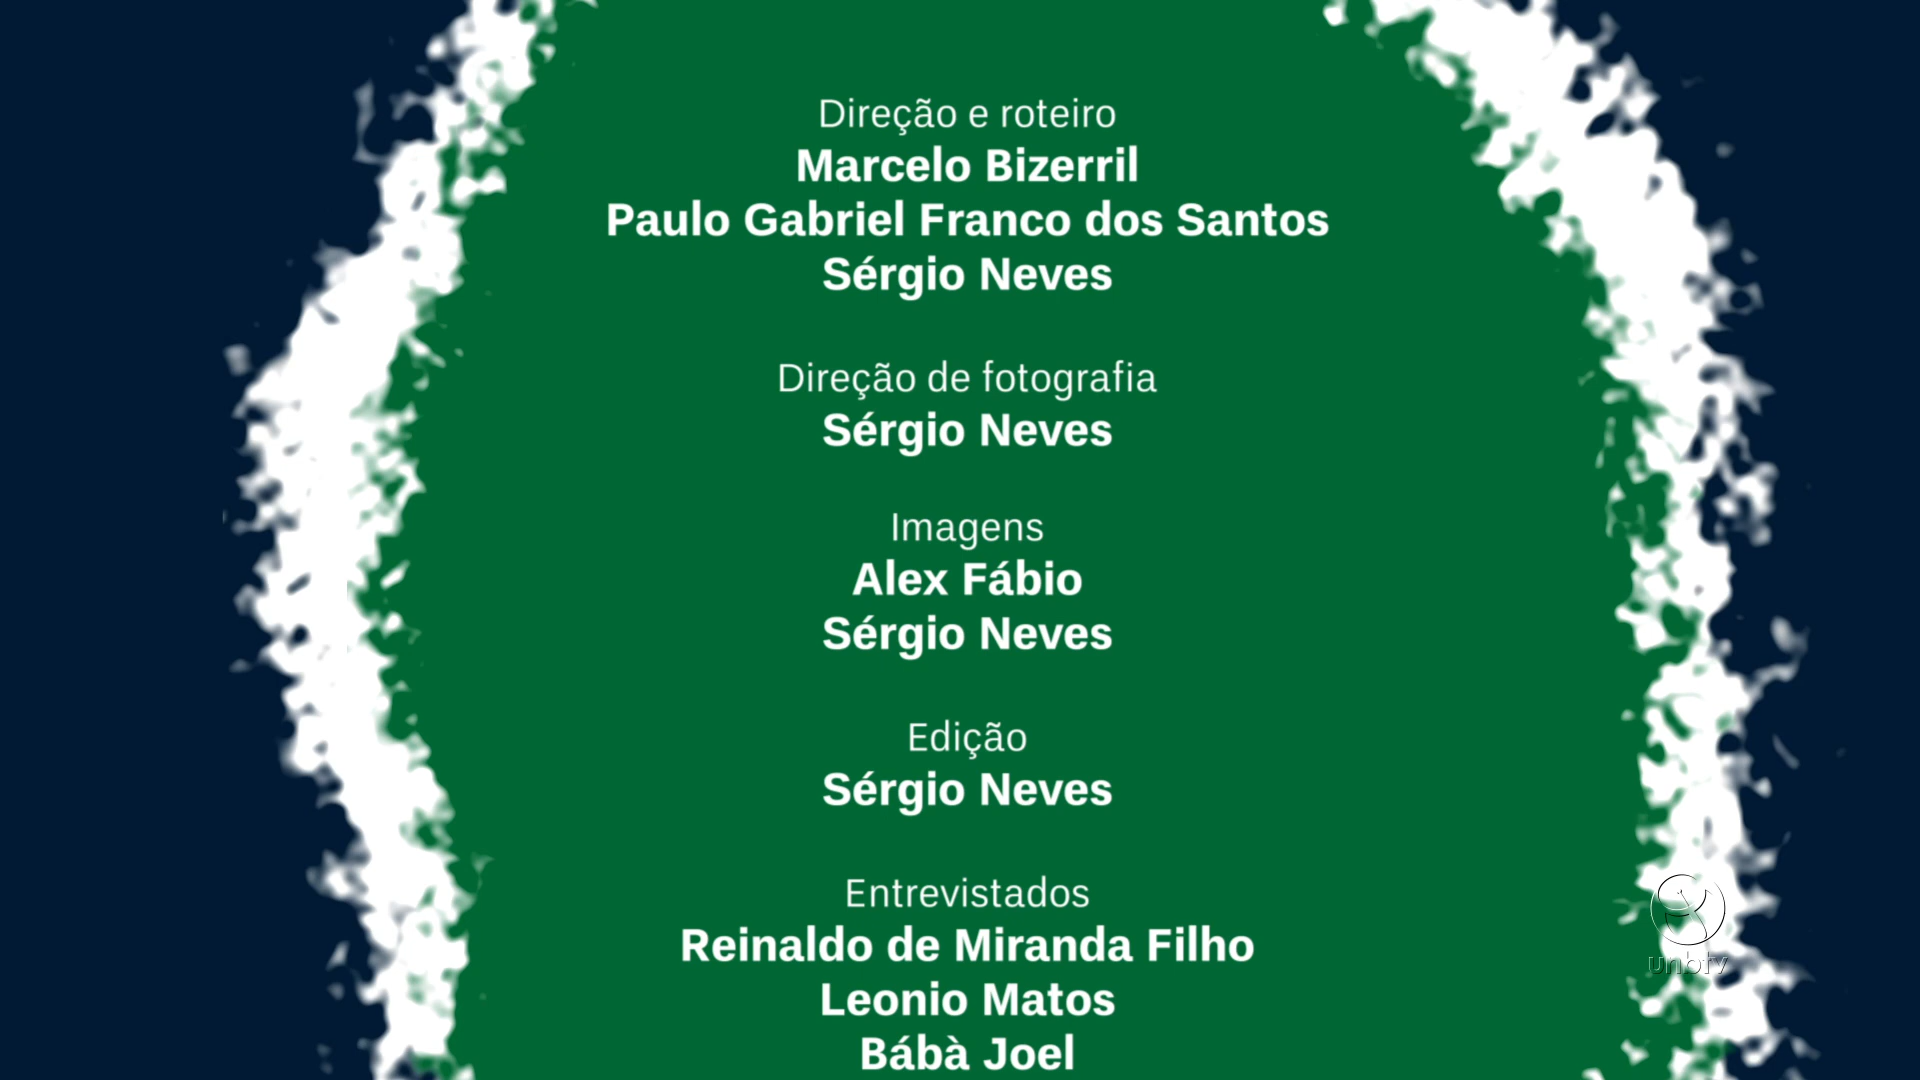 Direção e roteiro
Marcelo Bizerril
Paulo Gabriel Franco dos Santos
Sérgio Neves
Direção de fotografia
Sérgio Neves
Imagens
Alex Fábio
Sérgio Neves
Edição
Sérgio Neves
Entrevistados
Reinaldo de Miranda Filho
Leonio Matos
Bábà Joel
unbtv